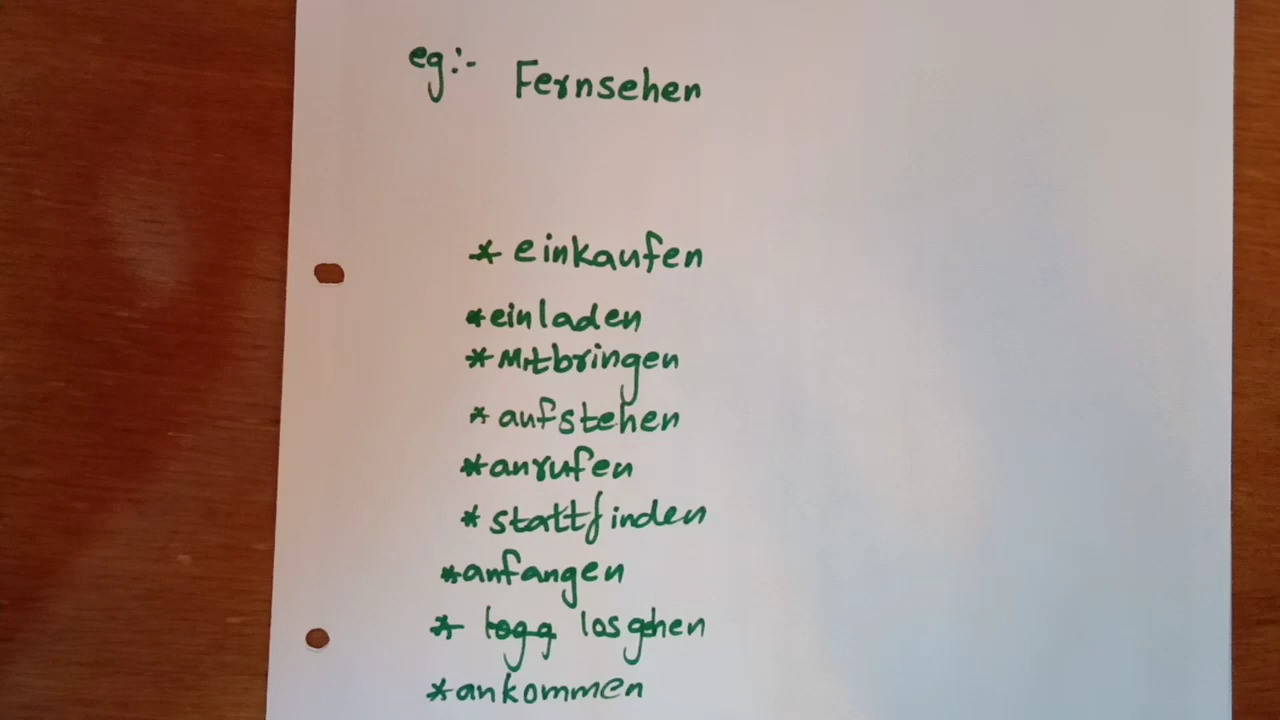 eg:- Fernsehen
* einkaufen
* einladen
* Mitbringen
* aufstehen
* anrufen
* stattfinden
* anfangen
* losgehen
* ankommen